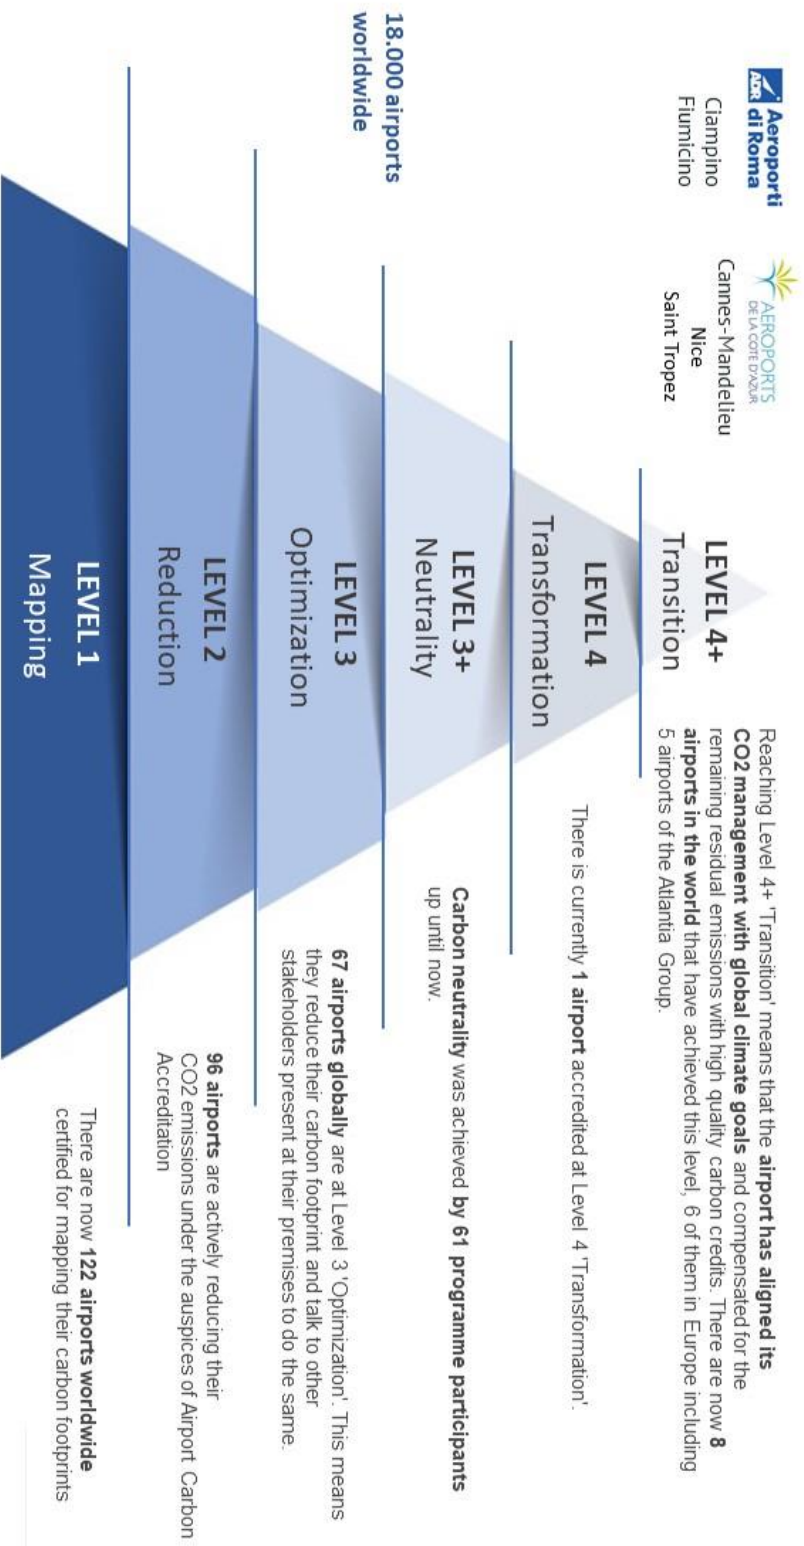 Aeroporti
ADR di Roma
Ciampino
Fiumicino
AEROPORTS
DE LA COTE D'AZUR
Cannes-Mandelieu
Nice
Saint Tropez
18.000 airports
worldwide
LEVEL 4+
Transition
Reaching Level 4+ 'Transition' means that the airport has aligned its
CO2 management with global climate goals and compensated for the
remaining residual emissions with high quality carbon credits. There are now 8
airports in the world that have achieved this level, 6 of them in Europe including
5 airports of the Atlantia Group.
LEVEL 4
Transformation
There is currently 1 airport accredited at Level 4 'Transformation'.
LEVEL 3+
Neutrality
Carbon neutrality was achieved by 61 programme participants
up until now.
LEVEL 3
Optimization
67 airports globally are at Level 3 'Optimization'. This means
they reduce their carbon footprint and talk to other
stakeholders present at their premises to do the same.
LEVEL 2
Reduction
96 airports are actively reducing their
CO2 emissions under the auspices of Airport Carbon
Accreditation
LEVEL 1
Mapping
There are now 122 airports worldwide
certified for mapping their carbon footprints